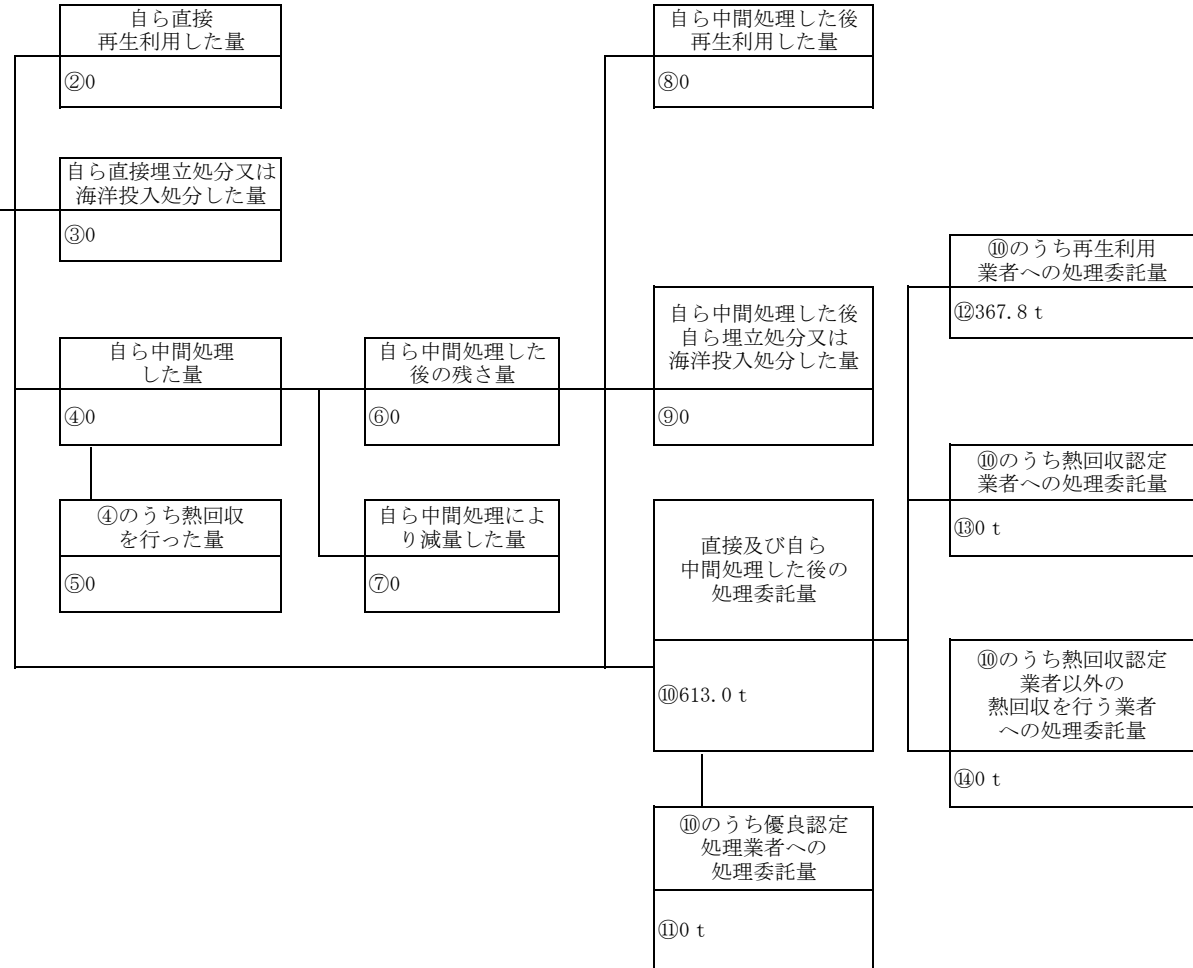 自ら直接
再生利用した量
②0
自ら直接埋立処分又は
海洋投入処分した量
③0
自ら中間処理
した量
④0
④のうち熱回収
を行った量
⑤0
自ら中間処理した
後の残さ量
⑥0
自ら中間処理によ
り減量した量
⑦0
自ら中間処理した後
再生利用した量
⑧0
自ら中間処理した後
自ら埋立処分又は
海洋投入処分した量
⑨0
直接及び自ら
中間処理した後の
処理委託量
⑩613.0ｔ
⑩のうち優良認定
処理業者への
処理委託量
⑪0ｔ
⑩のうち再生利用
業者への処理委託量
⑫367.8ｔ
⑩のうち熱回収認定
業者への処理委託量
⑬0ｔ
⑩のうち熱回収認定
業者以外の
熱回収を行う業者
への処理委託量
⑭0ｔ